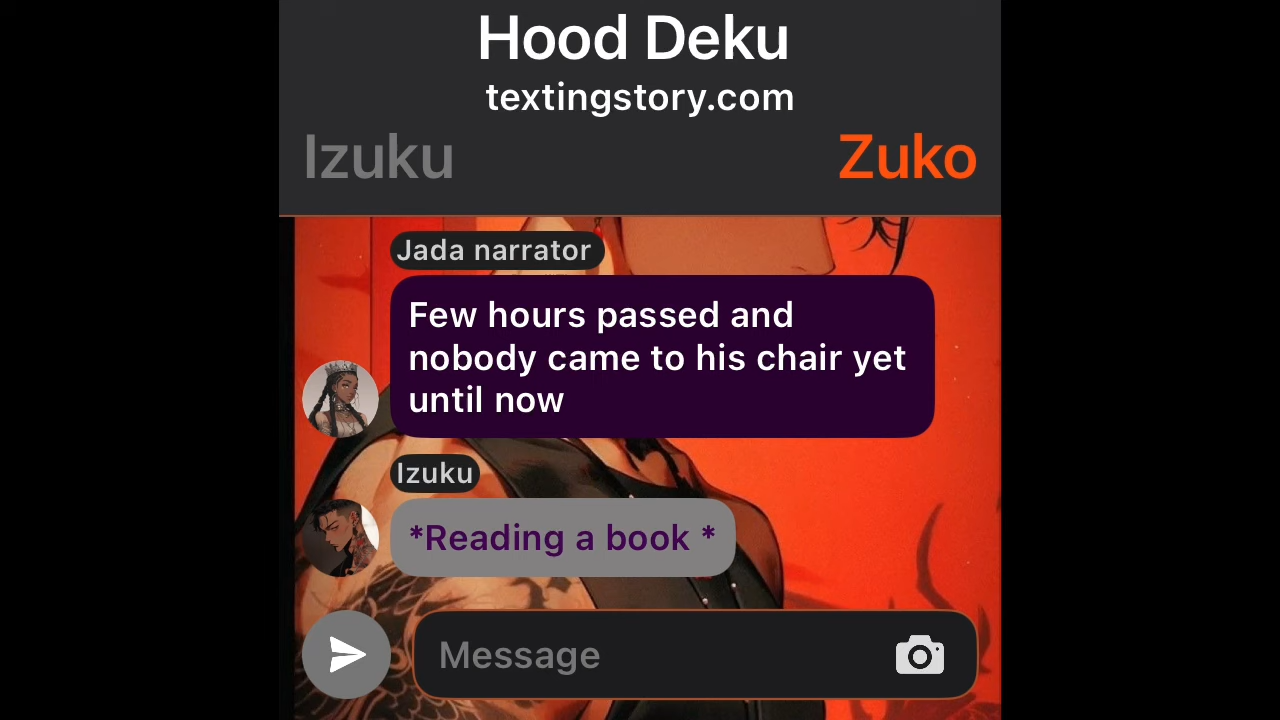 Hood Deku
textingstory.com
Izuku
Zuko
Jada narrator
Few hours passed and
nobody came to his chair yet
until now
Izuku
*Reading a book *
Message